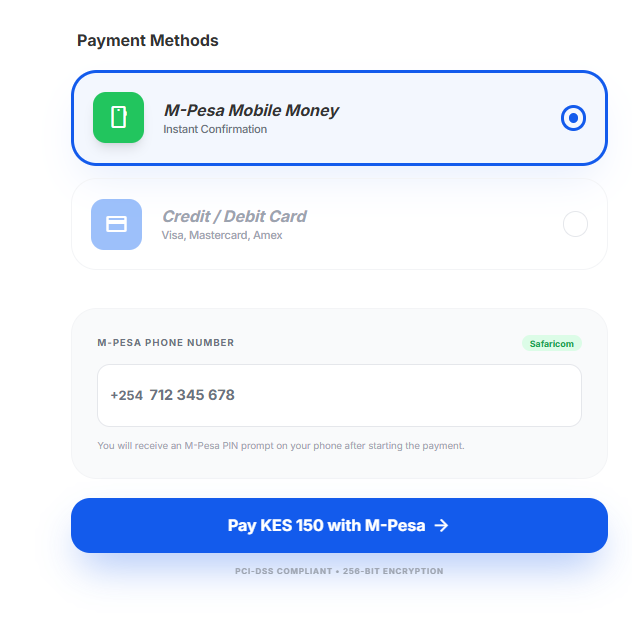 Payment Methods
M-Pesa Mobile Money
Instant Confirmation
Credit / Debit Card
Visa, Mastercard, Amex
M-PESA PHONE NUMBER
Safaricom
+254 712 345 678
You will receive an M-Pesa PIN prompt on your phone after starting the payment.
Pay KES 150 with M-Pesa →
PCI-DSS COMPLIANT • 256-BIT ENCRYPTION